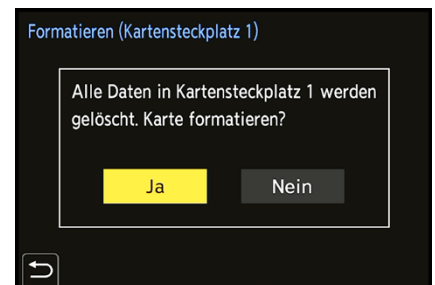 Formatieren (Kartensteckplatz 1)
Alle Daten in Kartensteckplatz 1 werden
gelöscht. Karte formatieren?
Ja
Nein